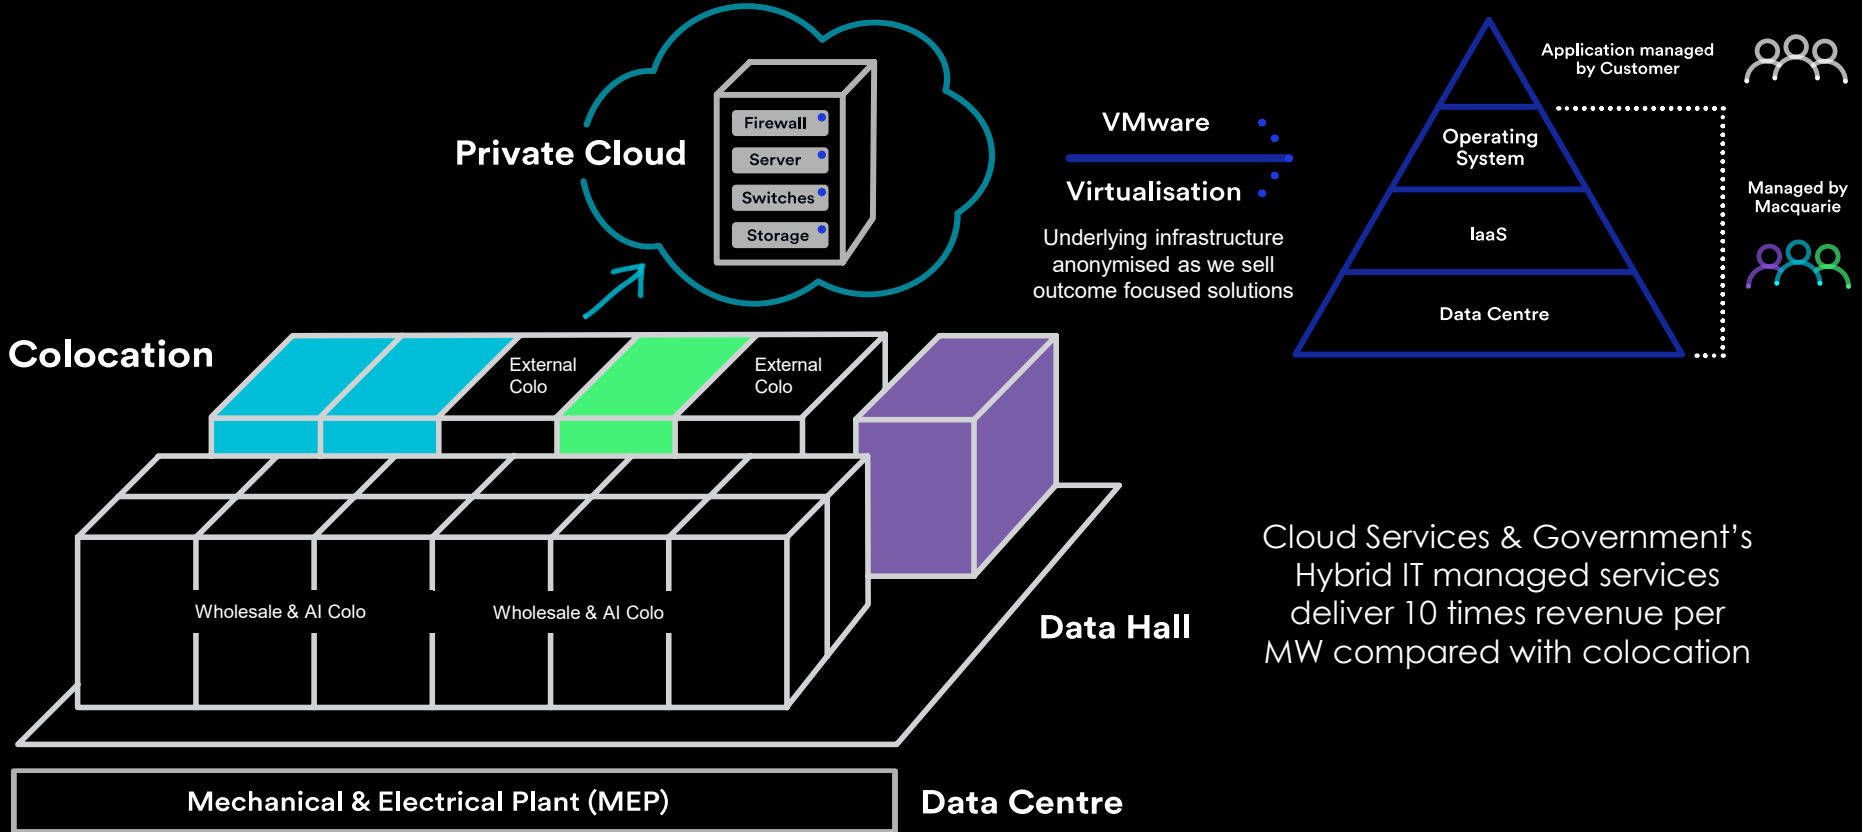 Private Cloud
Firewall
Server
Switches
Storage
VMware
Virtualisation
Underlying infrastructure
anonymised as we sell
outcome focused solutions
Application managed
by Customer
Operating
System
IaaS
Data Centre
Managed by
Macquarie
Colocation
External
Colo
External
Colo
Wholesale & AI Colo
Wholesale & AI Colo
Data Hall
Cloud Services & Government’s
Hybrid IT managed services
deliver 10 times revenue per
MW compared with colocation
Mechanical & Electrical Plant (MEP)
Data Centre